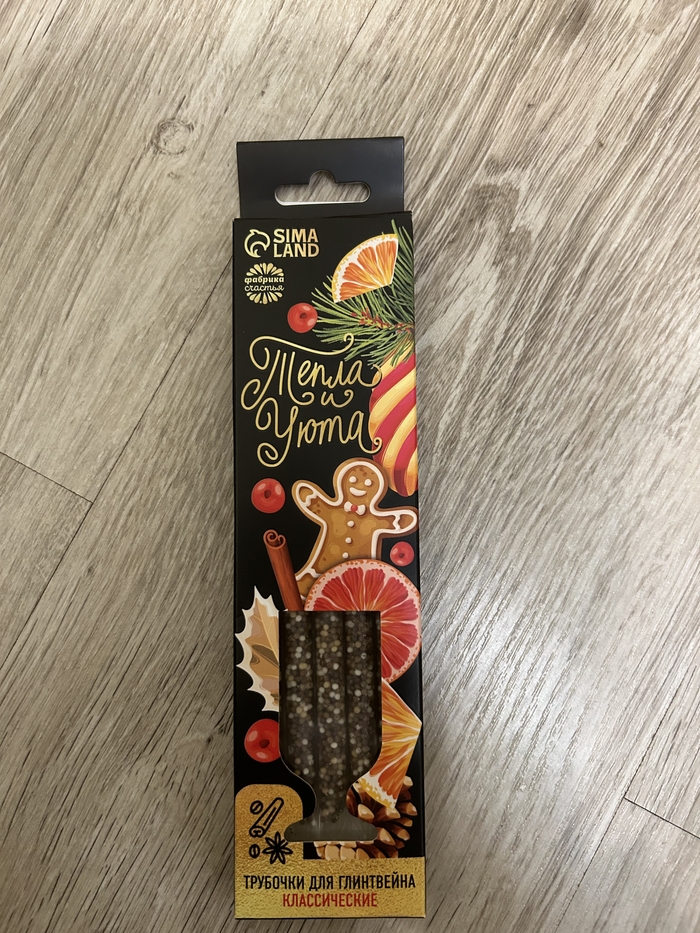 SIMA
LAND
фабрика
счастья
Тепла
и
Уюта
ТРУБОЧКИ ДЛЯ ГЛИНТВЕЙНА
КЛАССИЧЕСКИЕ